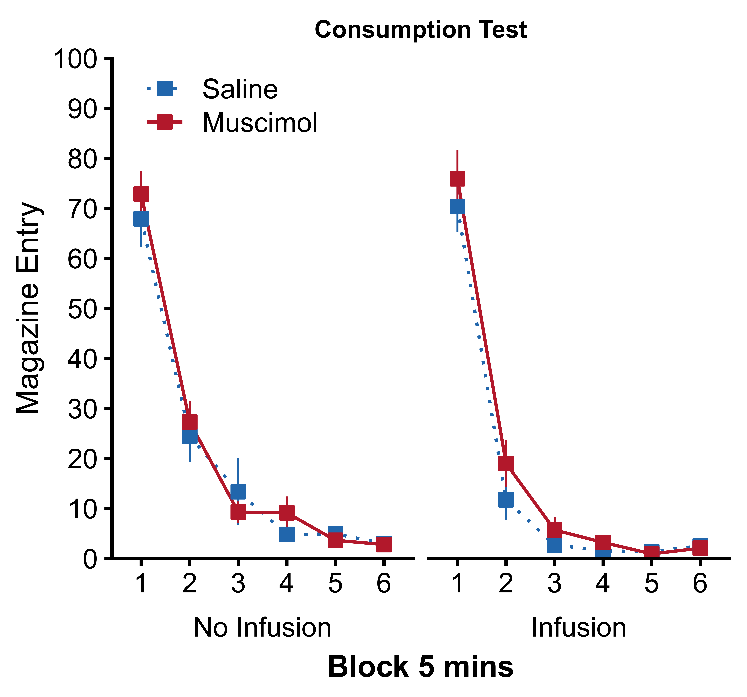 Consumption Test
Saline
Muscimol
Magazine Entry
100
90
80
70
60
50
40
30
20
10
0
1 2 3 4 5 6 1 2 3 4 5 6
No Infusion Infusion
Block 5 mins